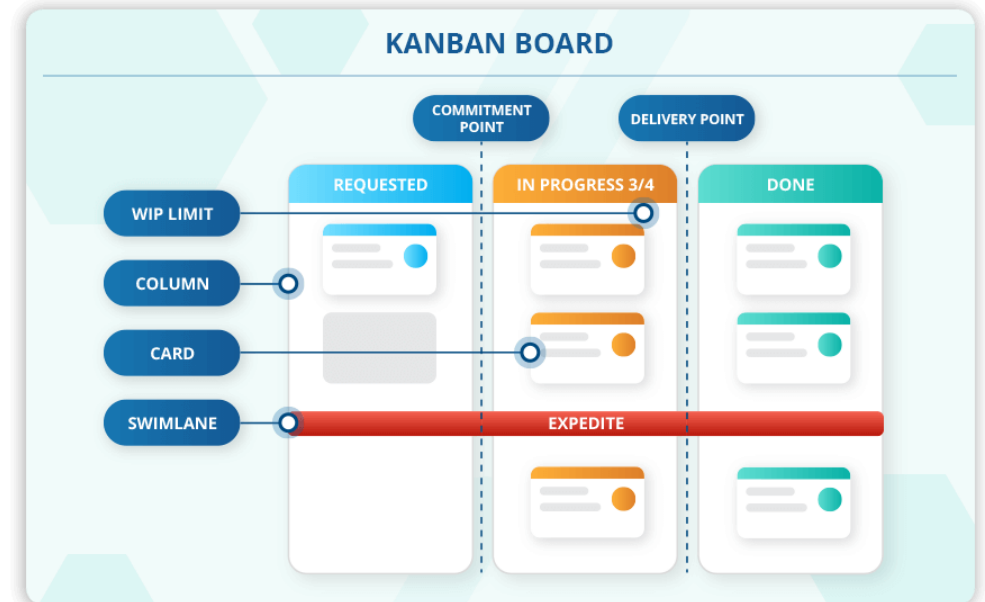 KANBAN BOARD
COMMITMENT
POINT
DELIVERY POINT
REQUESTED
IN PROGRESS 3/4
DONE
WIP LIMIT
COLUMN
CARD
SWIMLANE
EXPEDITE